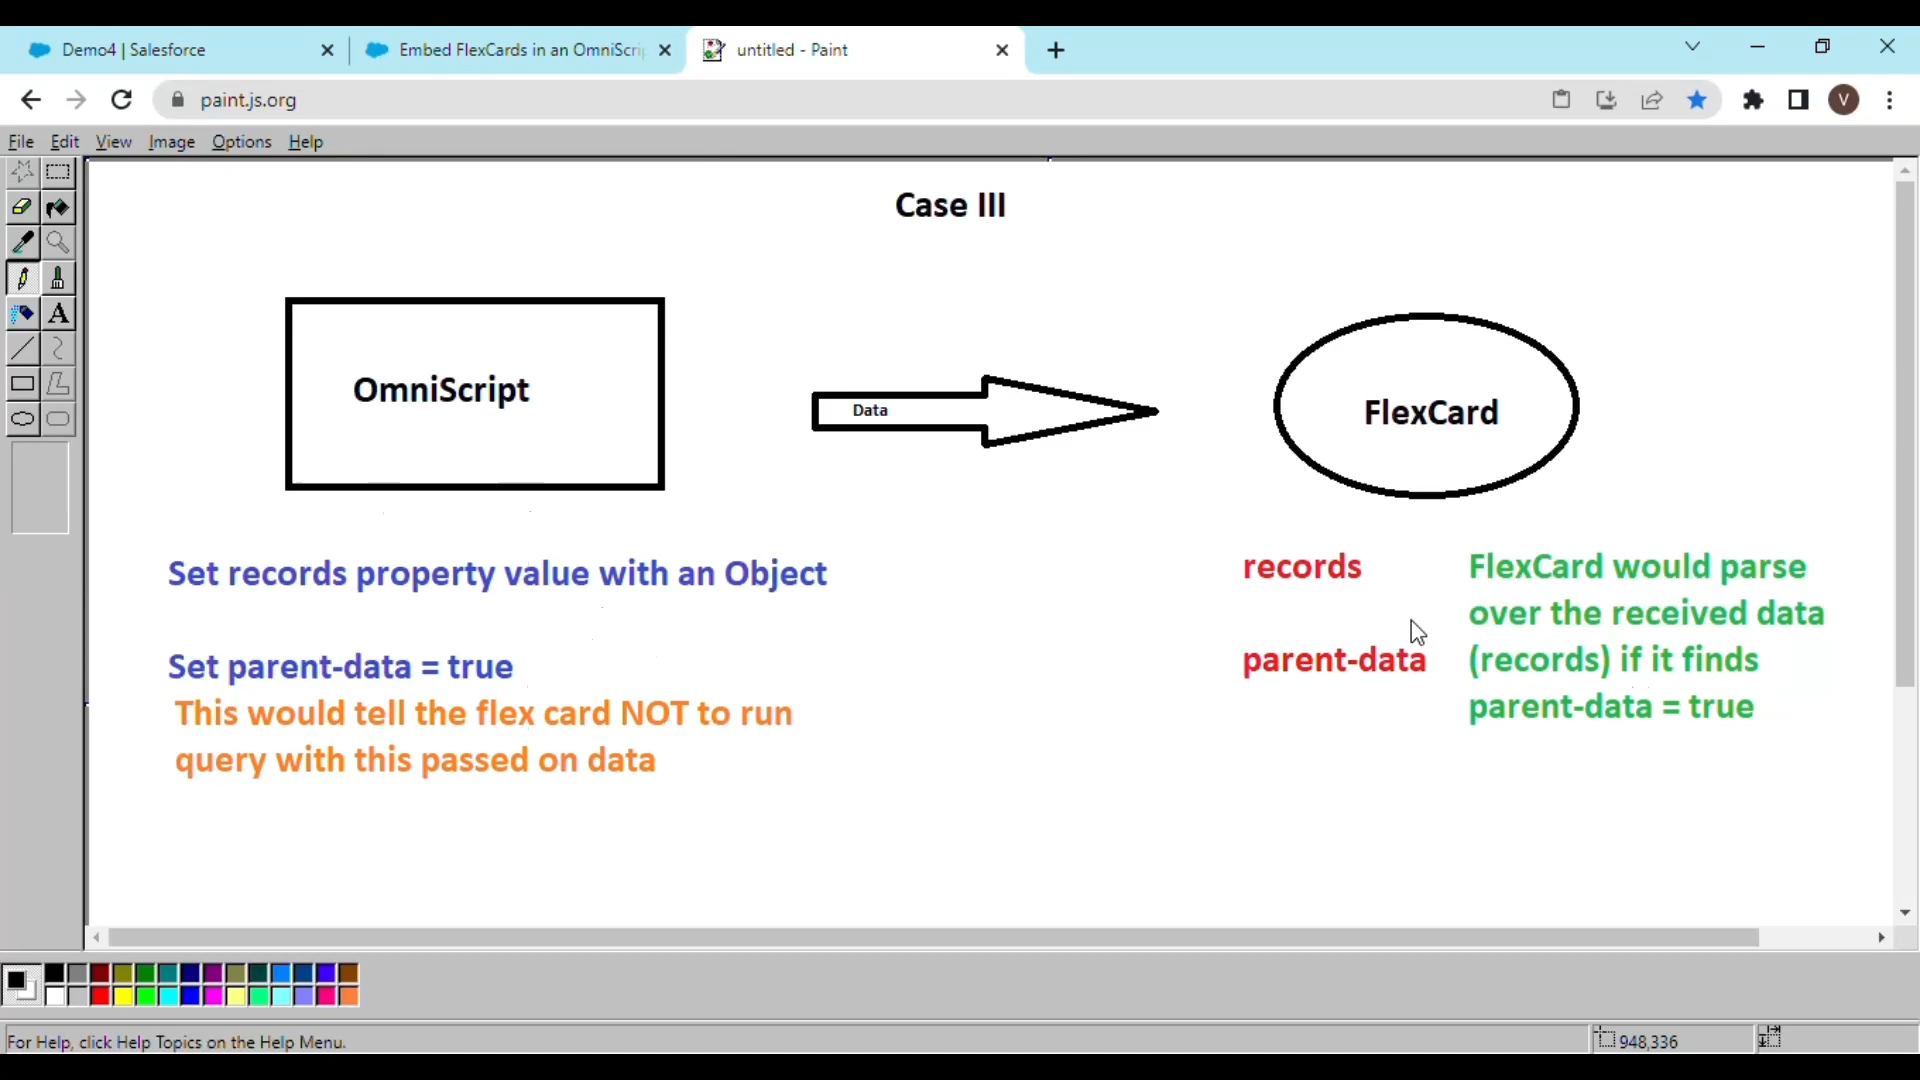 Demo4 | Salesforce
Embed FlexCards in an OmniScri
untitled - Paint
paint.js.org
V
File Edit View Image Options Help
A
Case III
OmniScript
Data
FlexCard
Set records property value with an Object
Set parent-data = true
This would tell the flex card NOT to run
query with this passed on data
records
parent-data
FlexCard would parse
over the received data
(records) if it finds
parent-data = true
For Help, click Help Topics on the Help Menu.
948,336